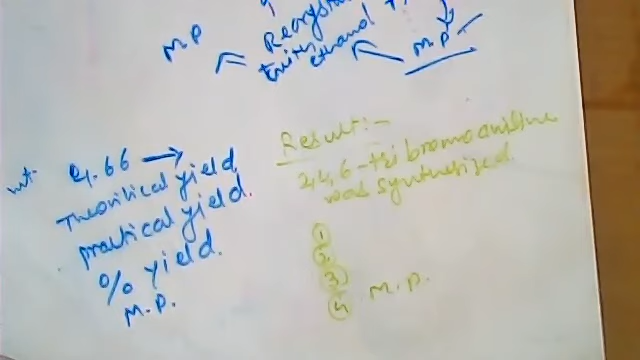 M.P
Recrysta
ethanol
M.P
wt. 4.66 →
Theoritical yield
practical yield.
% yield.
M.P.
Result:-
2,4,6-tribromoaniline
was synthesized.
①
②
③
④ M.P.